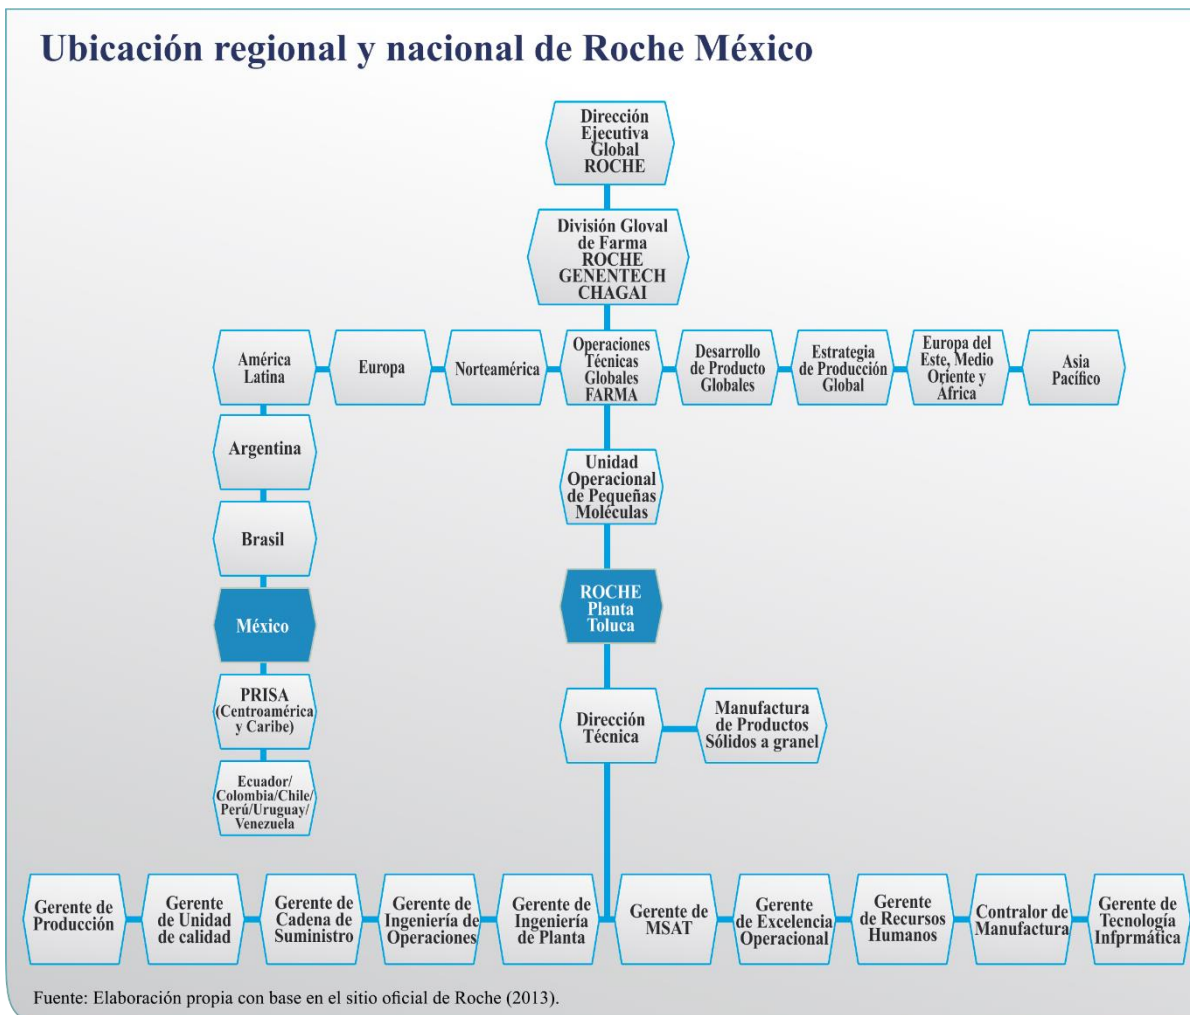 Ubicación regional y nacional de Roche México
Dirección
Ejecutiva
Global
ROCHE
División Gloval
de Farma
ROCHE
GENENTECH
CHAGAI
América
Latina
Europa
Norteamérica
Operaciones
Técnicas
Globales
FARMA
Desarrollo
de Producto
Globales
Estrategia
de Producción
Global
Europa del
Este, Medio
Oriente y
Africa
Asia
Pacífico
Argentina
Brasil
México
PRISA
(Centroamérica
y Caribe)
Ecuador/
Colombia/Chile/
Perú/Uruguay/
Venezuela
Unidad
Operacional
de Pequeñas
Moléculas
ROCHE
Planta
Toluca
Dirección
Técnica
Manufactura
de Productos
Sólidos a granel
Gerente de
Producción
Gerente
de Unidad
de calidad
Gerente de
Cadena de
Suministro
Gerente de
Ingeniería de
Operaciones
Gerente de
Ingeniería
de Planta
Gerente de
MSAT
Gerente
de Excelencia
Operacional
Gerente
de Recursos
Humanos
Contralor de
Manufactura
Gerente de
Tecnología
Infprmática
Fuente: Elaboración propia con base en el sitio oficial de Roche (2013).